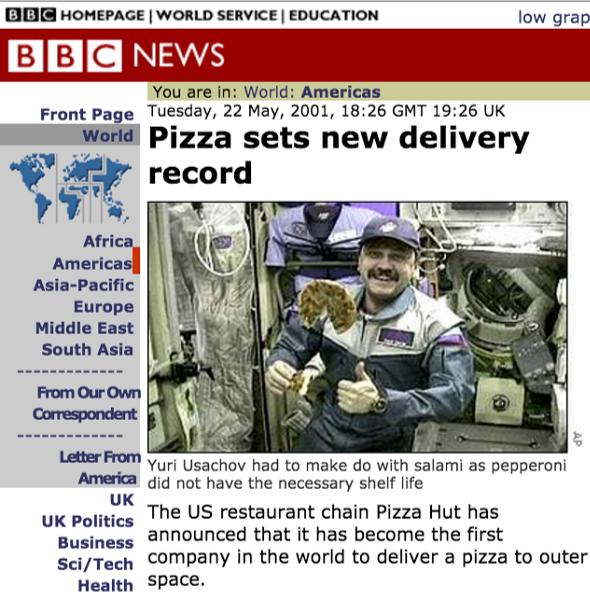 BBC HOMEPAGE | WORLD SERVICE | EDUCATION
low grap
BBC NEWS
You are in: World: Americas
Tuesday, 22 May, 2001, 18:26 GMT 19:26 UK
Pizza sets new delivery
record
Front Page
World
Africa
Americas
Asia-Pacific
Europe
Middle East
South Asia
-------------
From Our Own
Correspondent
-------------
Letter From
America
UK
UK Politics
Business
Sci/Tech
Health
AP
Yuri Usachov had to make do with salami as pepperoni
did not have the necessary shelf life
The US restaurant chain Pizza Hut has
announced that it has become the first
company in the world to deliver a pizza to outer
space.